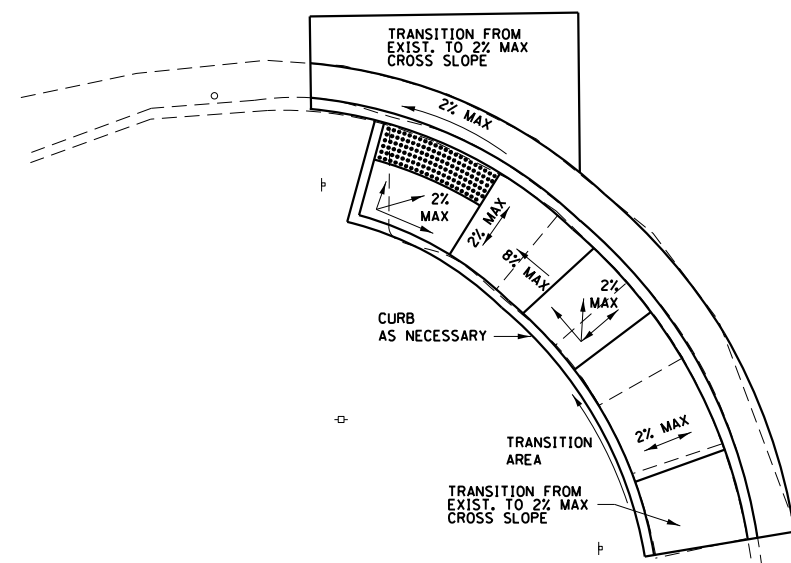 TRANSITION FROM
EXIST. TO 2% MAX
CROSS SLOPE
2% MAX
2%
MAX
2% MAX
8% MAX
2%
MAX
CURB
AS NECESSARY
2% MAX
TRANSITION
AREA
TRANSITION FROM
EXIST. TO 2% MAX
CROSS SLOPE